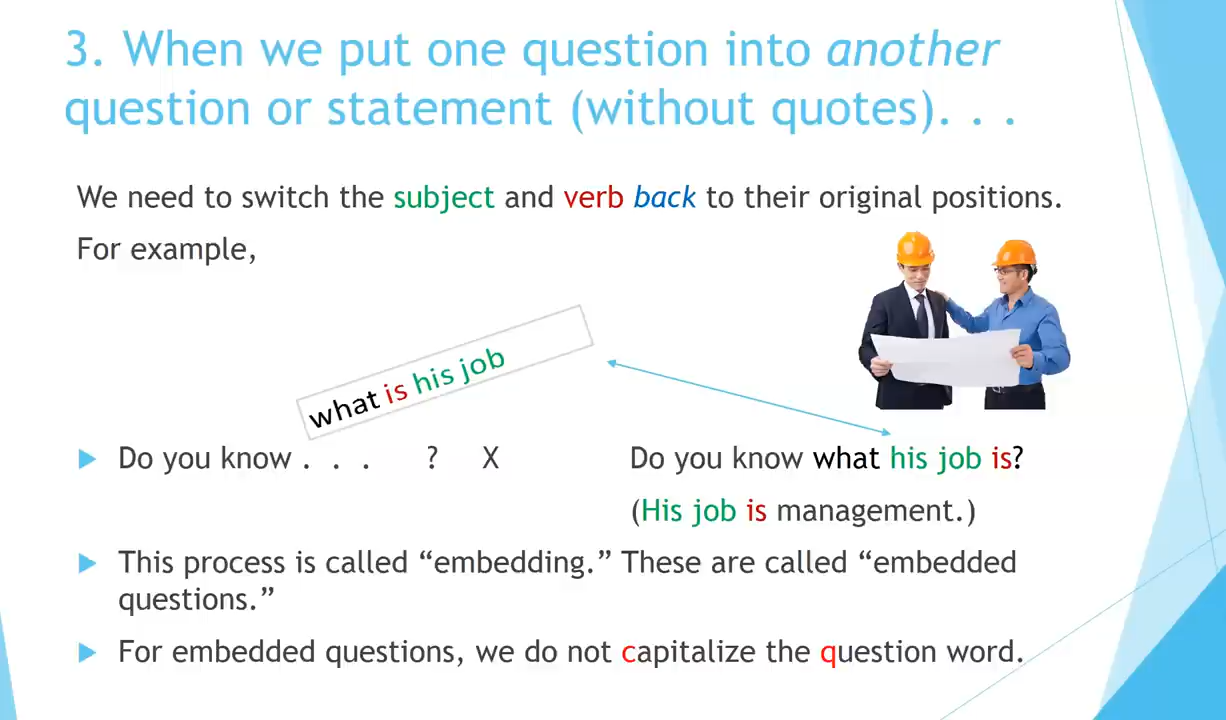 3. When we put one question into another
question or statement (without quotes). . .
We need to switch the subject and verb back to their original positions.
For example,
what is his job
Do you know . . . ? X
Do you know what his job is?
(His job is management.)
This process is called “embedding.” These are called “embedded
questions.”
For embedded questions, we do not capitalize the question word.